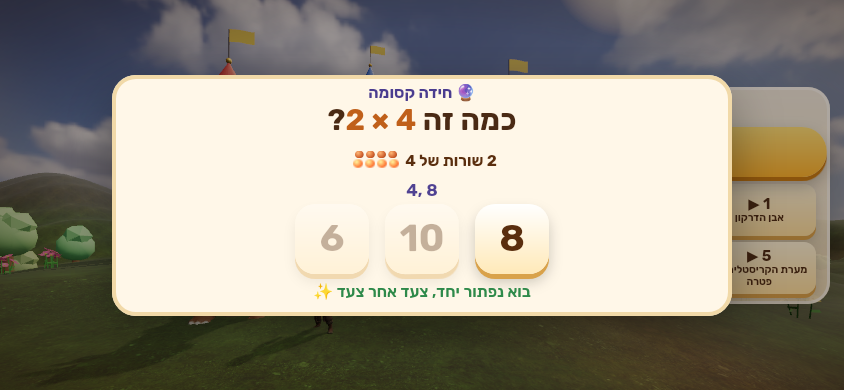 🔮 חידה קסומה
כמה זה 4 × 2?
2 שורות של 4
4, 8
8 10 6
בוא נפתור יחד, צעד אחר צעד ✨
1 ▶
אבן הדרקון
5 ▶
מערת הקריסטלים
פטרה